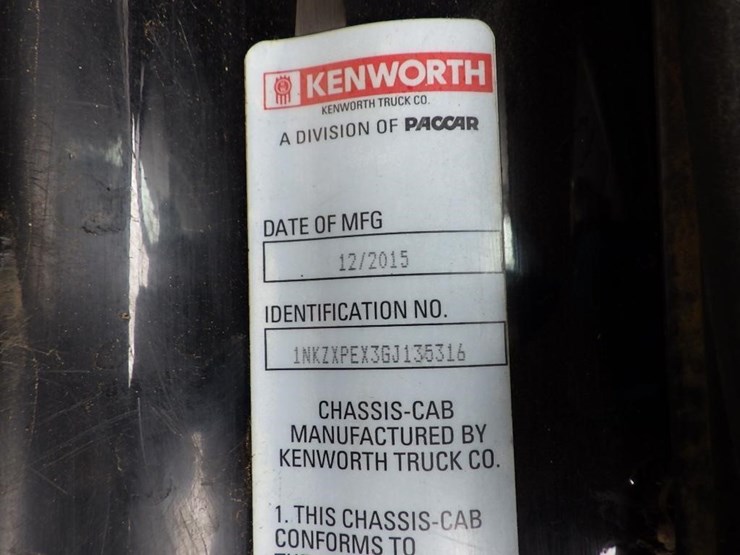 KENWORTH
KENWORTH TRUCK CO.
A DIVISION OF PACCAR
DATE OF MFG
12/2015
IDENTIFICATION NO.
1NKZXPEX3GJ135316
CHASSIS-CAB
MANUFACTURED BY
KENWORTH TRUCK CO.
1. THIS CHASSIS-CAB
CONFORMS TO